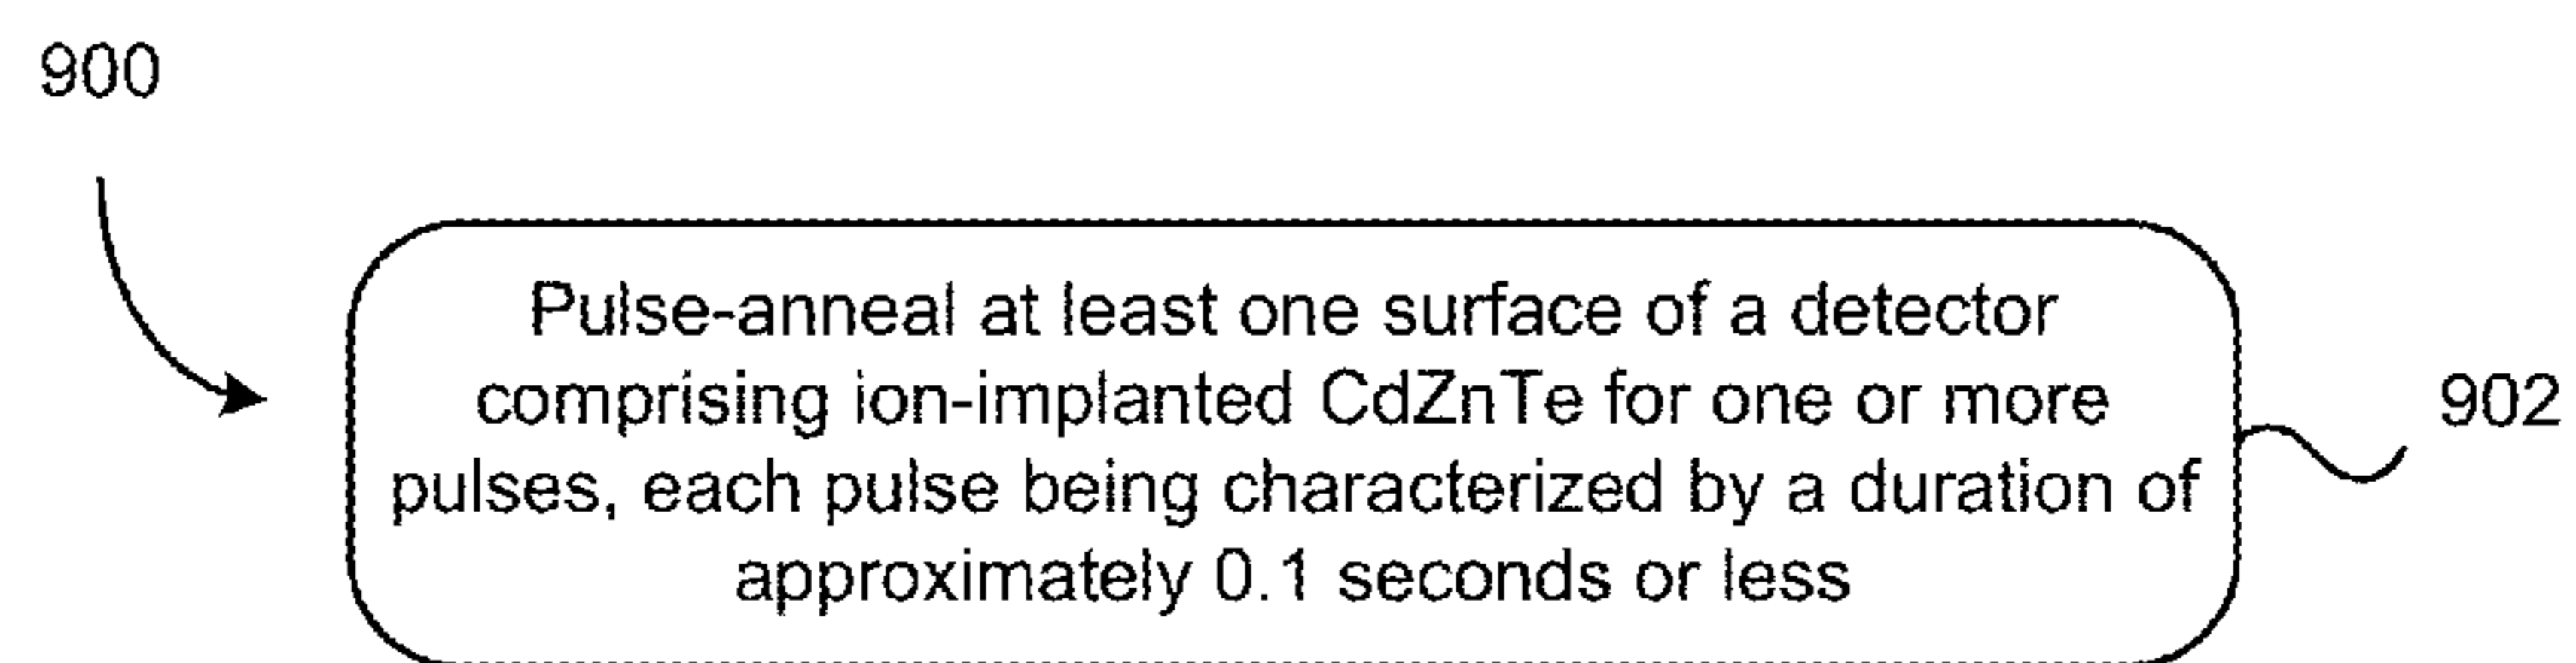 900
Pulse-anneal at least one surface of a detector
comprising ion-implanted CdZnTe for one or more
pulses, each pulse being characterized by a duration of
approximately 0.1 seconds or less
902